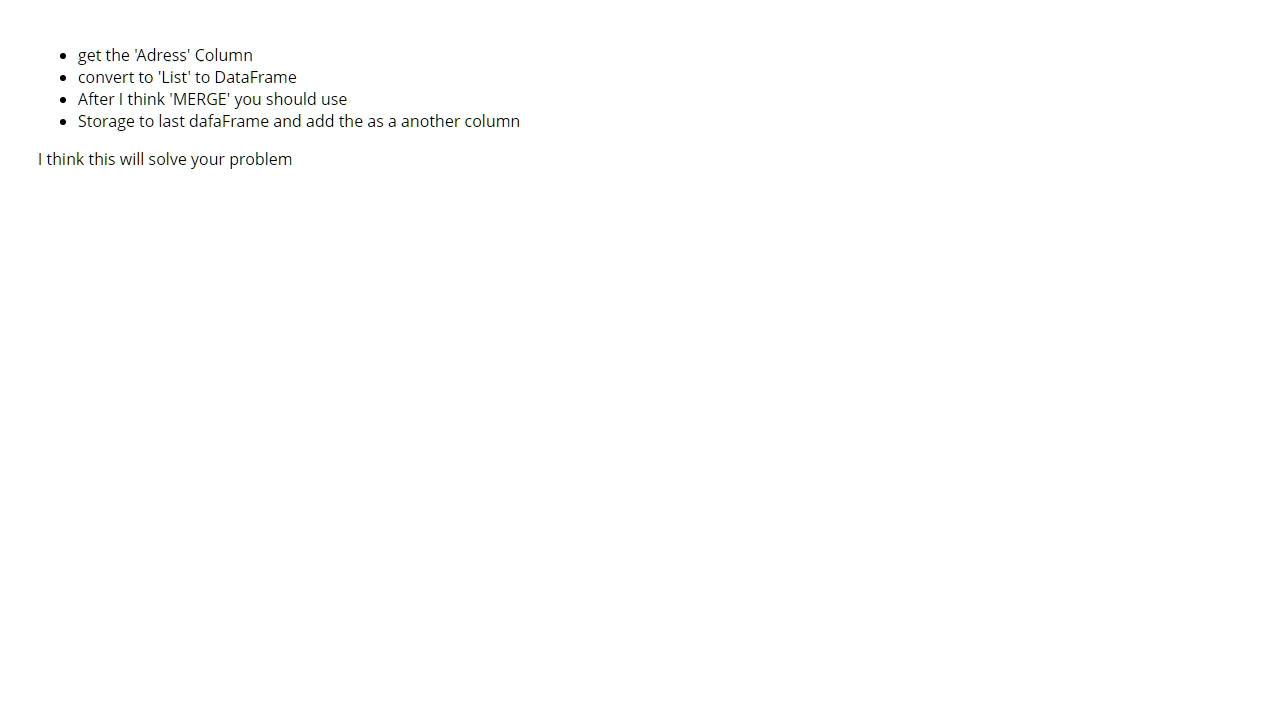 get the 'Adress' Column
convert to 'List' to DataFrame
After I think 'MERGE' you should use
Storage to last dafaFrame and add the as a another column
I think this will solve your problem